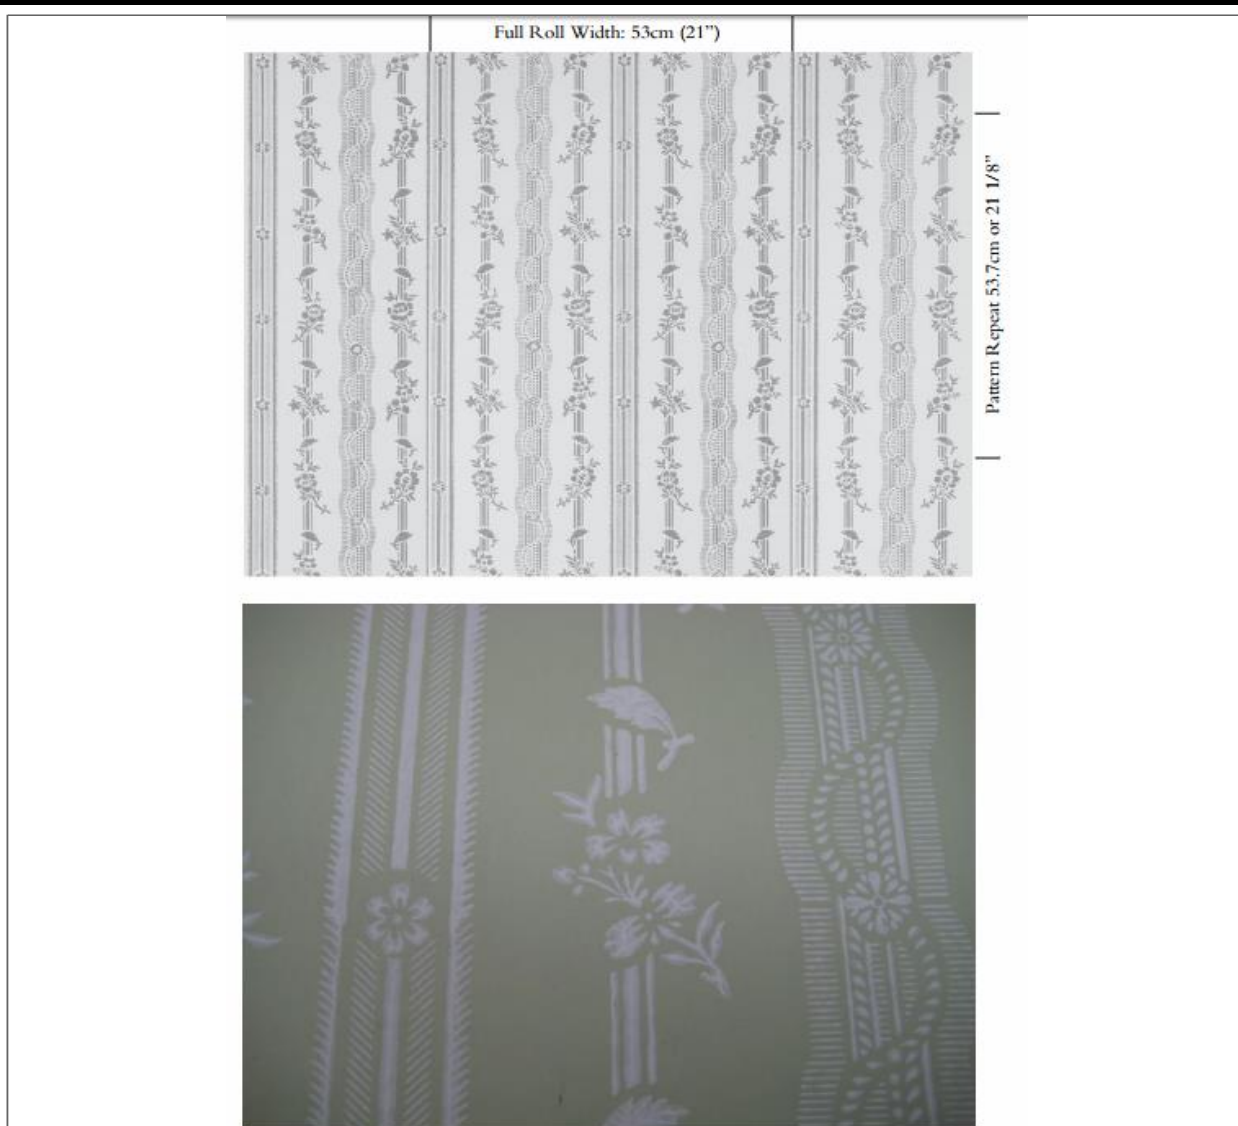 Full Roll Width: 53cm (21”)
Pattern Repeat 53.7cm or 21 1/8”